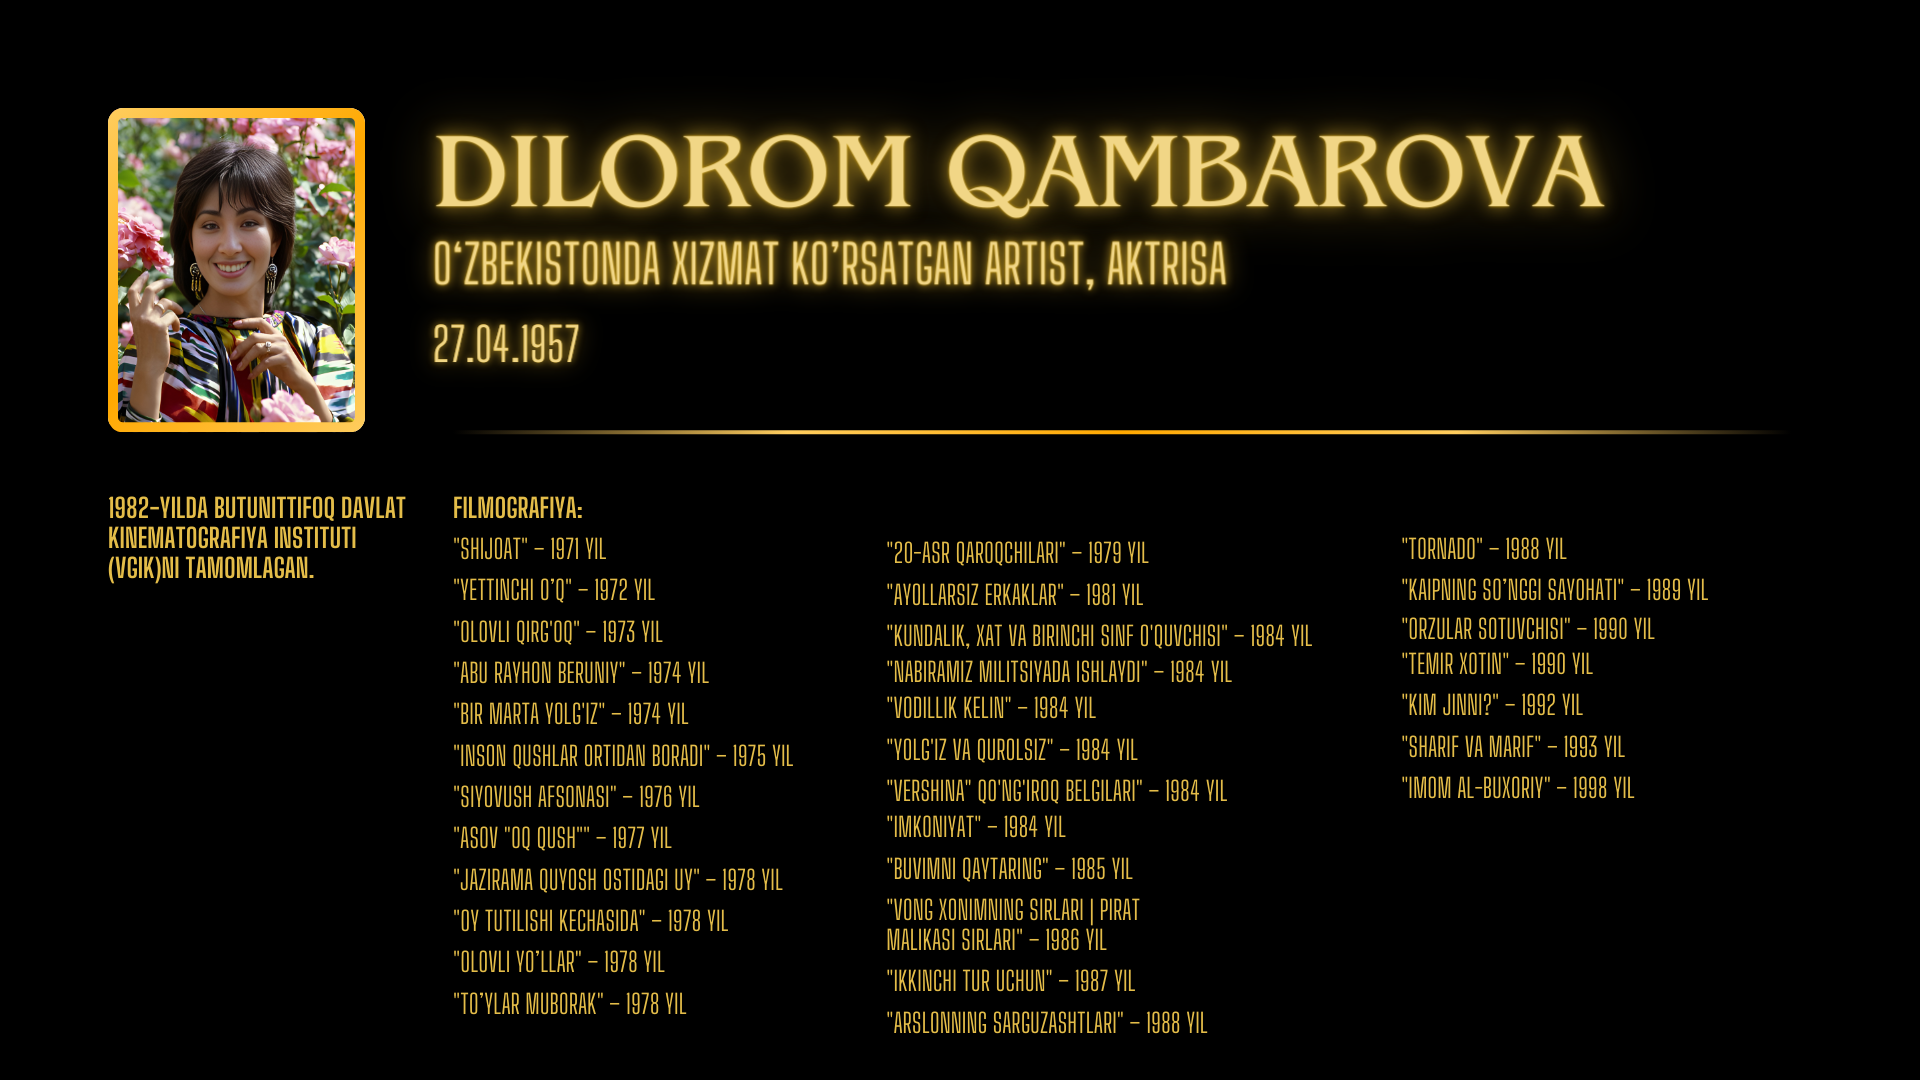 DILOROM QAMBAROVA
O‘ZBEKISTONDA XIZMAT KO’RSATGAN ARTIST, AKTRISA
27.04.1957
1982-YILDA BUTUNITTIFOQ DAVLAT
KINEMATOGRAFIYA INSTITUTI
(VGIK)NI TAMOMLAGAN.
FILMOGRAFIYA:
"SHIJOAT" – 1971 YIL
"YETTINCHI O’Q" – 1972 YIL
"OLOVLI QIRG'OQ" – 1973 YIL
"ABU RAYHON BERUNIY" – 1974 YIL
"BIR MARTA YOLG'IZ" – 1974 YIL
"INSON QUSHLAR ORTIDAN BORADI" – 1975 YIL
"SIYOVUSH AFSONASI" – 1976 YIL
"ASOV "OQ QUSH"" – 1977 YIL
"JAZIRAMA QUYOSH OSTIDAGI UY" – 1978 YIL
"OY TUTILISHI KECHASIDA" – 1978 YIL
"OLOVLI YO’LLAR" – 1978 YIL
"TO’YLAR MUBORAK" – 1978 YIL
"20-ASR QAROQCHILARI" – 1979 YIL
"AYOLLARSIZ ERKAKLAR" – 1981 YIL
"KUNDALIK, XAT VA BIRINCHI SINF O'QUVCHISI" – 1984 YIL
"NABIRAMIZ MILITSIYADA ISHLAYDI" – 1984 YIL
"VODILLIK KELIN" – 1984 YIL
"YOLG'IZ VA QUROLSIZ" – 1984 YIL
"VERSHINA" QO'NG'IROQ BELGILARI" – 1984 YIL
"IMKONIYAT" – 1984 YIL
"BUVIMNI QAYTARING" – 1985 YIL
"VONG XONIMNING SIRLARI | PIRAT
MALIKASI SIRLARI" – 1986 YIL
"IKKINCHI TUR UCHUN" – 1987 YIL
"ARSLONNING SARGUZASHTLARI" – 1988 YIL
"TORNADO" – 1988 YIL
"KAIPNING SO’NGGI SAYOHATI" – 1989 YIL
"ORZULAR SOTUVCHISI" – 1990 YIL
"TEMIR XOTIN" – 1990 YIL
"KIM JINNI?" – 1992 YIL
"SHARIF VA MARIF" – 1993 YIL
"IMOM AL-BUXORIY" – 1998 YIL